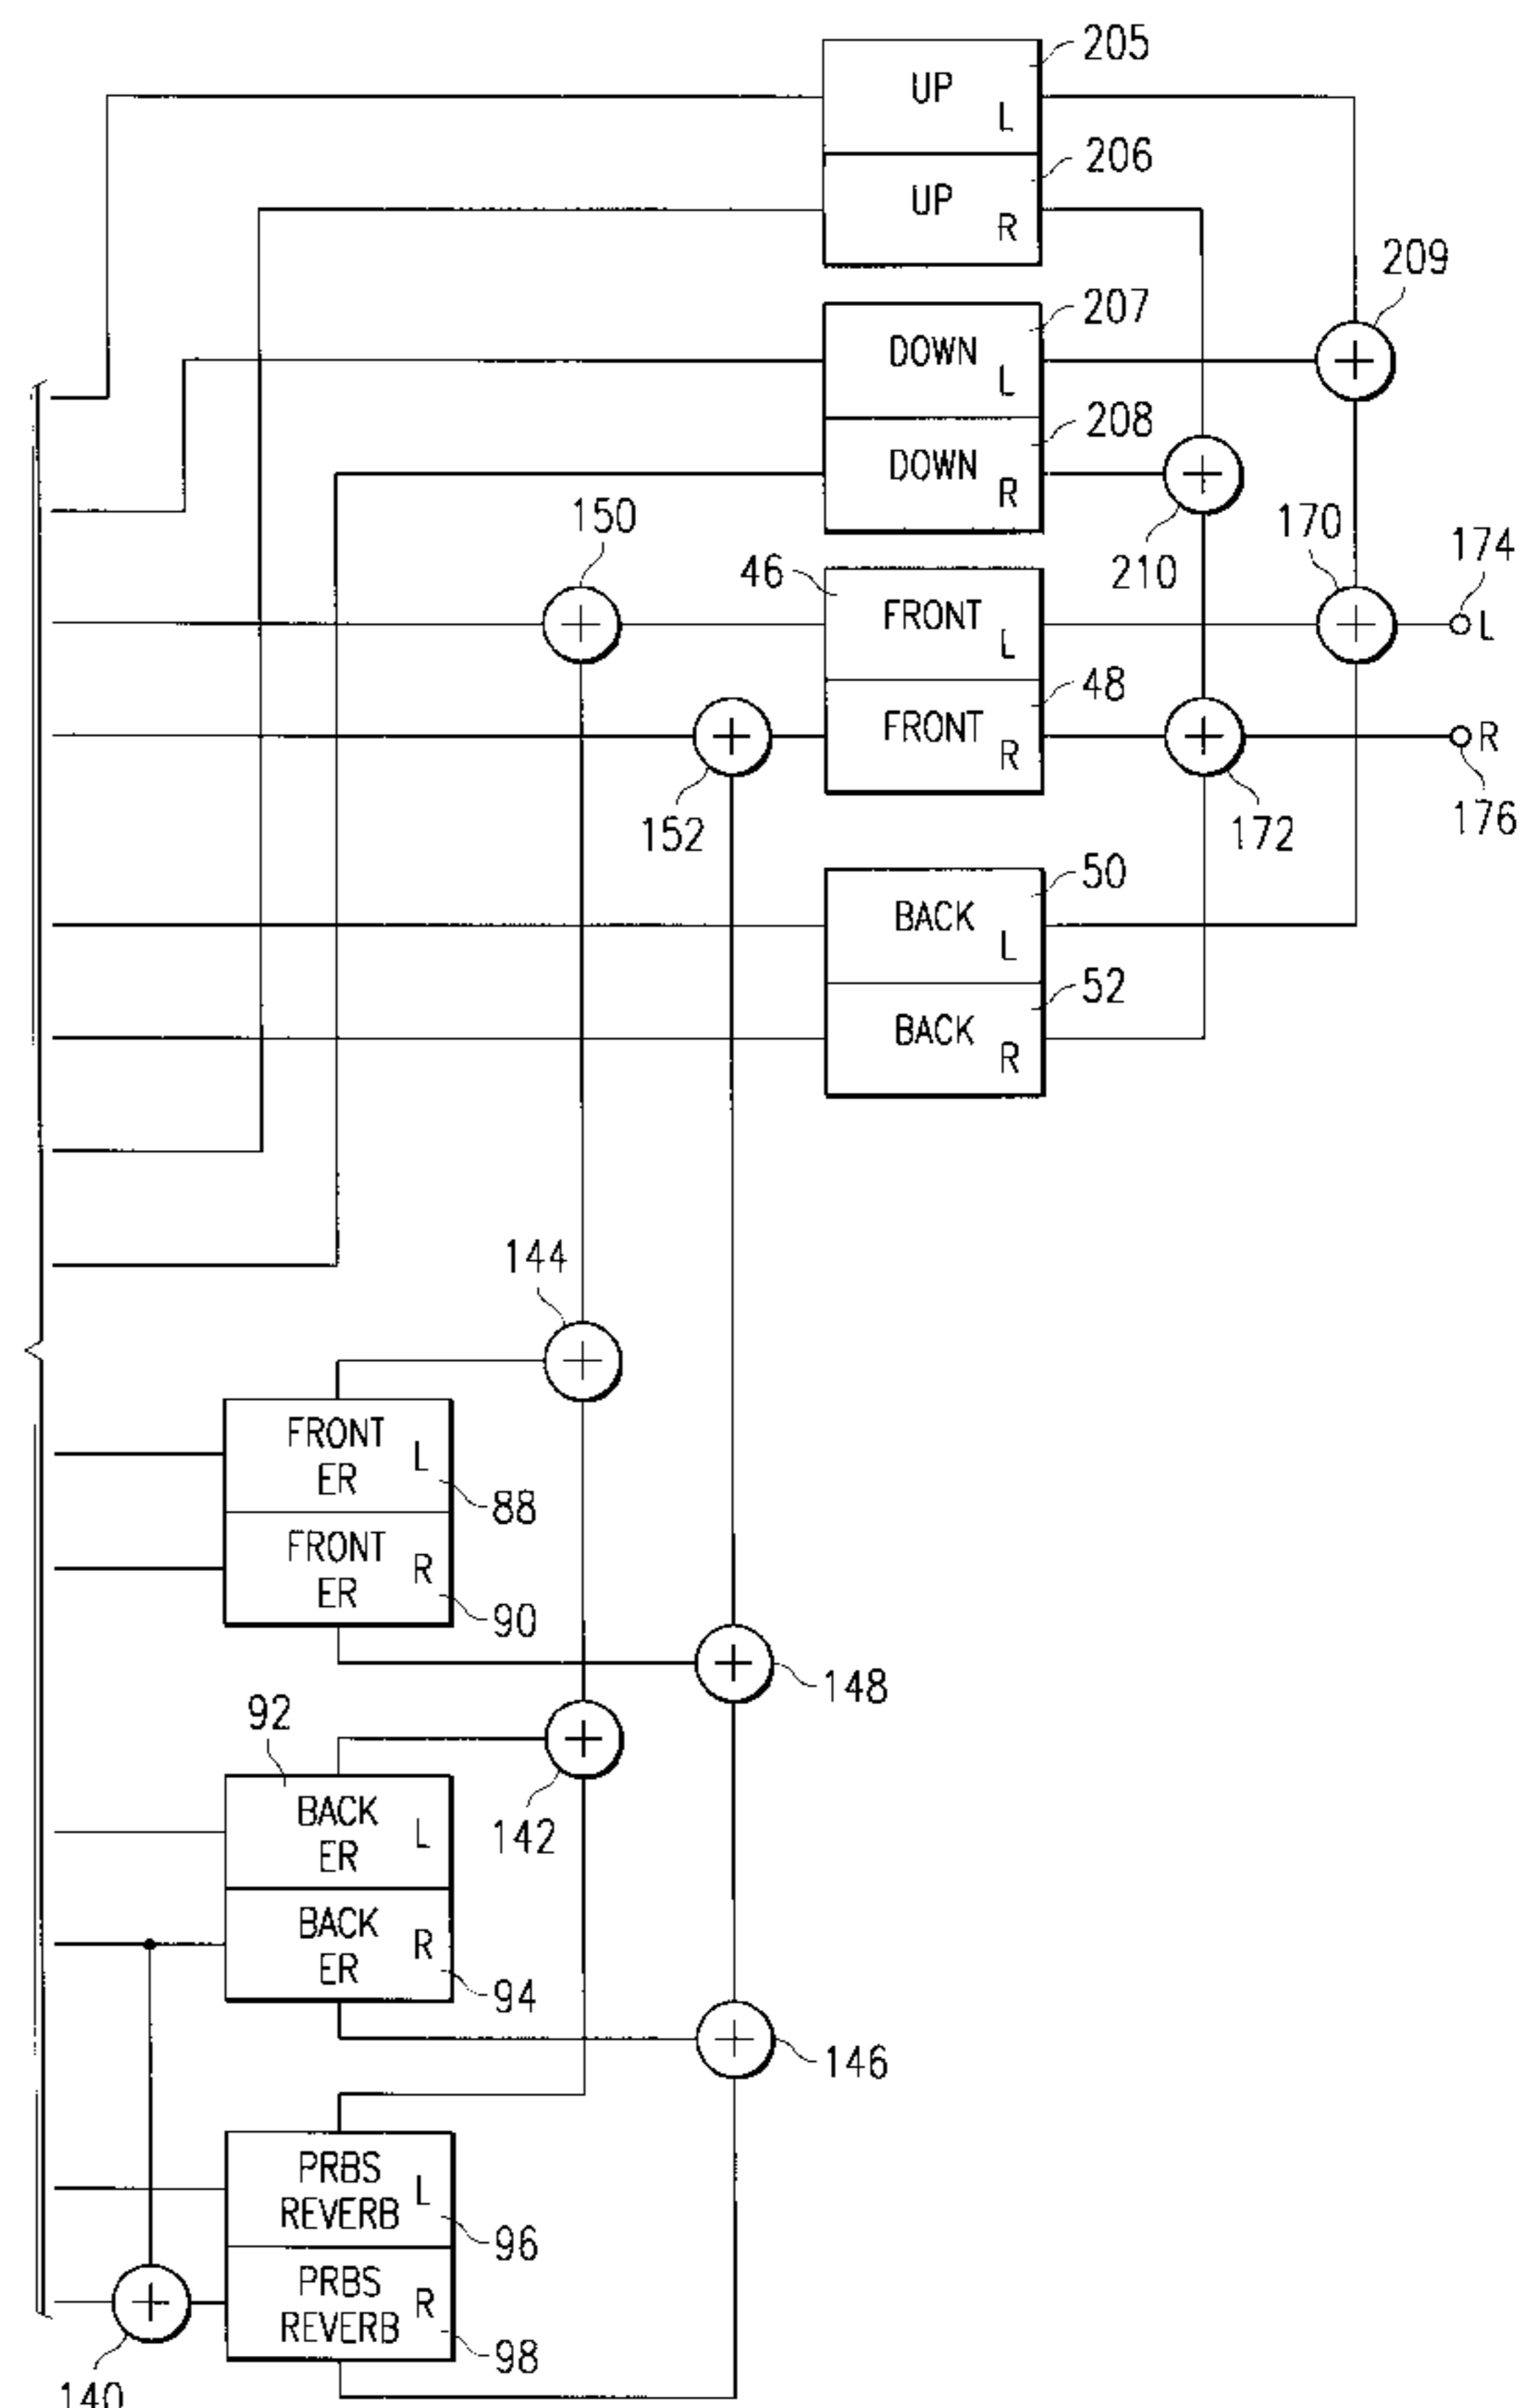 205
UP
L
206
UP
R
209
207
DOWN
L
208
DOWN
R
150
46
FRONT
L
210
170
174
L
48
FRONT
R
152
172
R
176
50
BACK
L
52
BACK
R
144
FRONT
ER
L
88
FRONT
ER
R
90
148
92
BACK
ER
L
142
BACK
ER
R
94
146
PRBS
REVERB
L
96
PRBS
REVERB
R
98
140